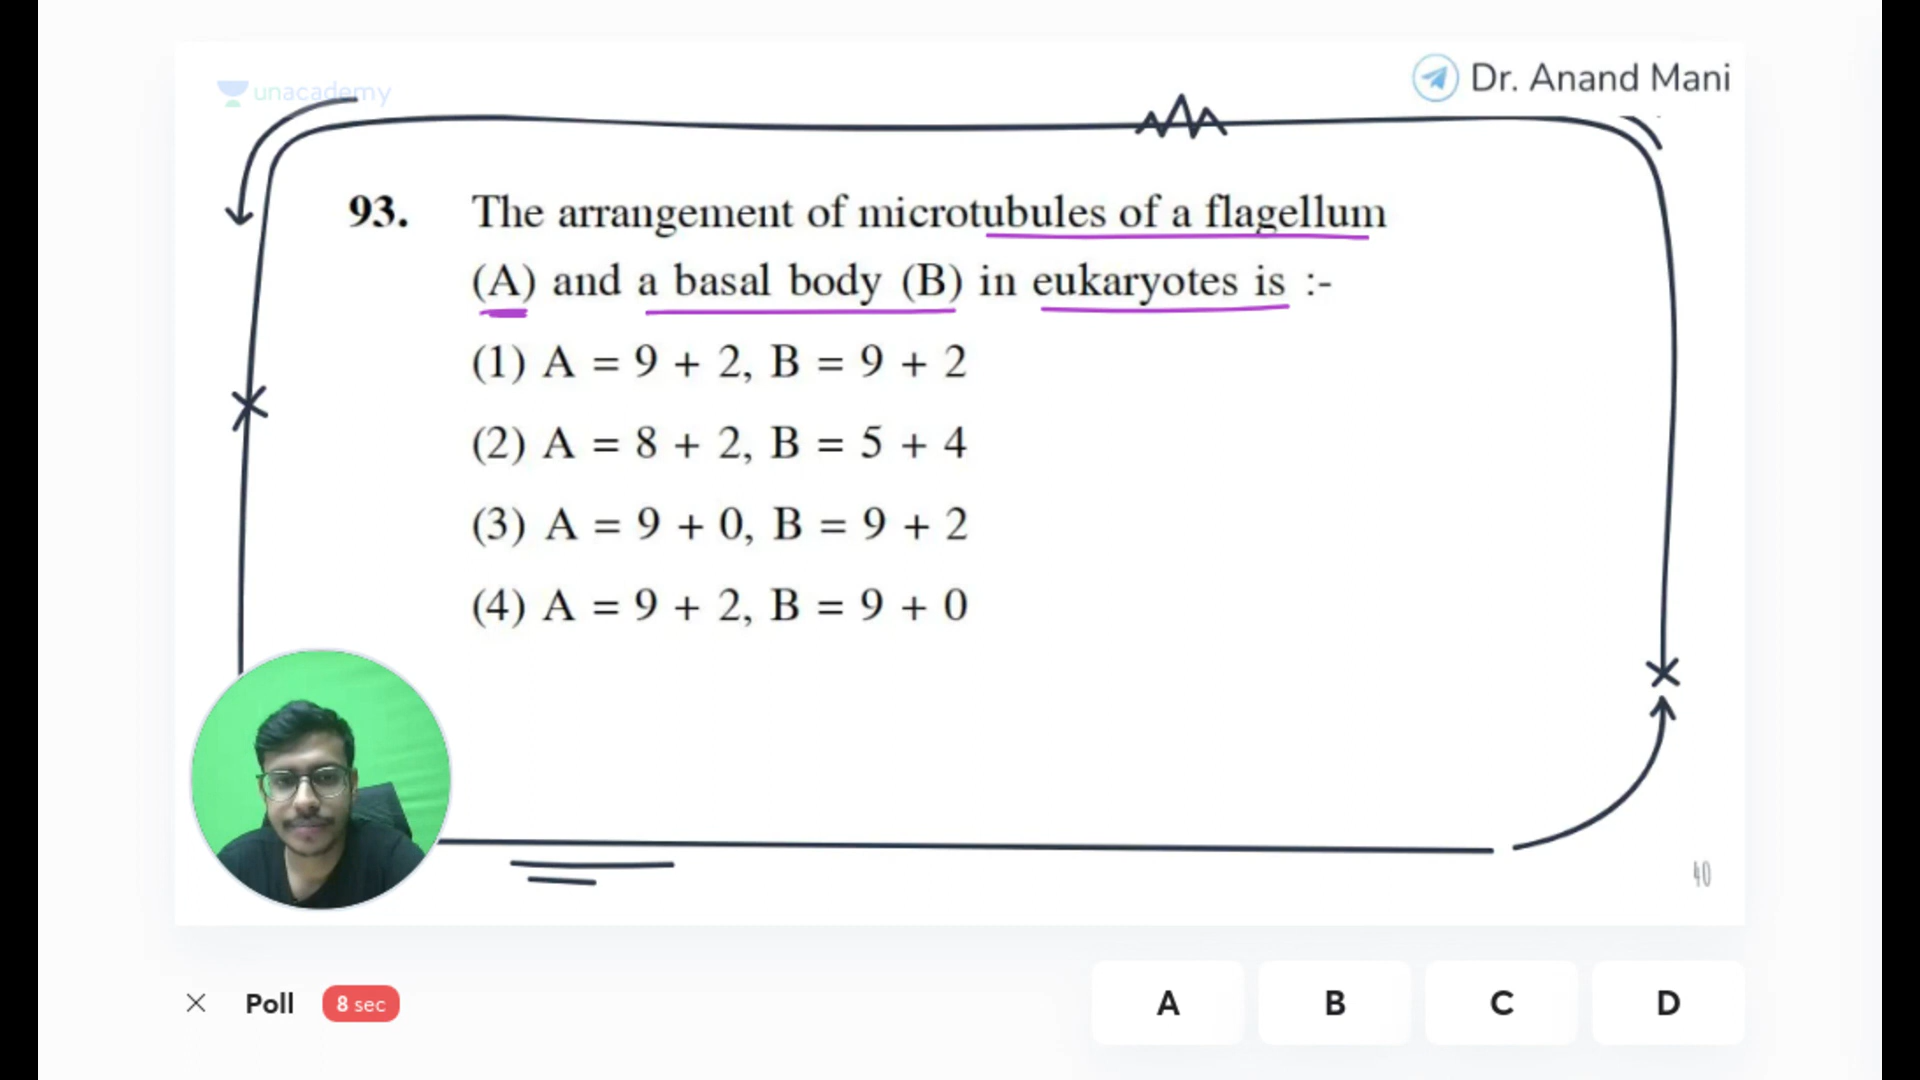 unacademy
Dr. Anand Mani
93. The arrangement of microtubules of a flagellum
(A) and a basal body (B) in eukaryotes is :-
(1) A = 9 + 2, B = 9 + 2
(2) A = 8 + 2, B = 5 + 4
(3) A = 9 + 0, B = 9 + 2
(4) A = 9 + 2, B = 9 + 0
40
Poll 8 sec A B C D